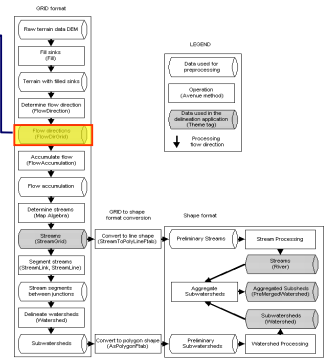 GRID format
Raw terrain data DEM
Fill sinks
(Fill)
Terrain with filled sinks
Determine flow direction
(FlowDirection)
Flow directions
(FlowDirGrid)
Accumulate flow
(FlowAccumulation)
Flow accumulation
Determine streams
(Map Algebra)
Streams
(StreamGrid)
Segment streams
(StreamLink, StreamLine)
Stream segments
between junctions
Delineate watersheds
(Watershed)
Subwatersheds
LEGEND
Data used for
preprocessing
Operation
(Avenue method)
Data used in the
delineation application
(Theme tag)
Processing
flow direction
GRID to shape
format conversion
Shape format
Convert to line shape
(StreamToPolyLineFtab)
Preliminary Streams
Stream Processing
Streams
(River)
Aggregate
Subwatersheds
Aggregated Subsheds
(PreMergedWatershed)
Subwatersheds
(Watershed)
Convert to polygon shape
(AsPolygonFtab)
Preliminary
Subwatersheds
Watershed Processing